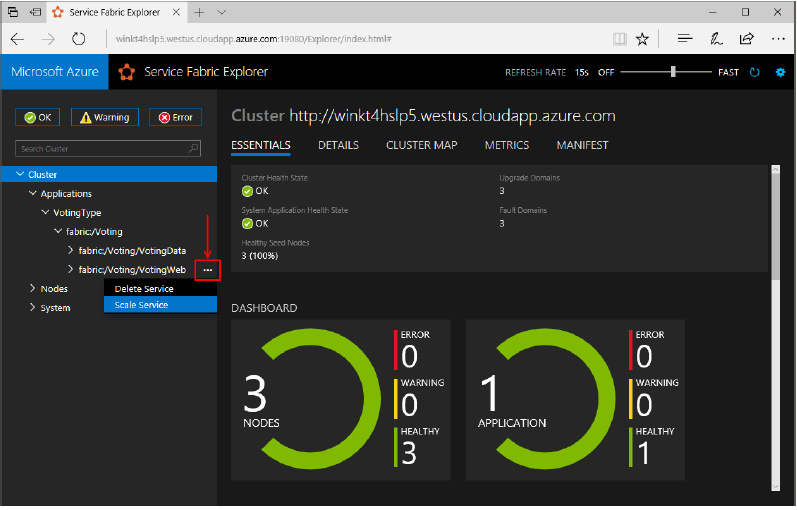 Service Fabric Explorer
winkt4hslp5.westus.cloudapp.azure.com:19080/Explorer/index.html#
Microsoft Azure
Service Fabric Explorer
REFRESH RATE 15s OFF FAST
OK
Warning
Error
Search Cluster
Cluster
Applications
VotingType
fabric:/Voting
fabric:/Voting/VotingData
fabric:/Voting/VotingWeb
Delete Service
Scale Service
Nodes
System
Cluster http://winkt4hslp5.westus.cloudapp.azure.com
ESSENTIALS DETAILS CLUSTER MAP METRICS MANIFEST
Cluster Health State
OK
System Application Health State
OK
Healthy Seed Nodes
3 (100%)
Upgrade Domains
3
Fault Domains
3
DASHBOARD
3
NODES
ERROR
0
WARNING
0
HEALTHY
3
1
APPLICATION
ERROR
0
WARNING
0
HEALTHY
1